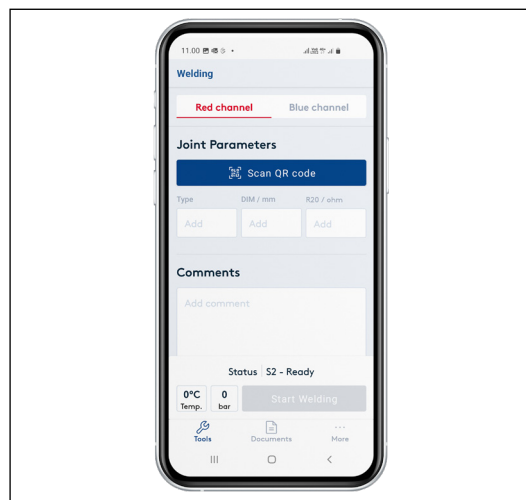 11.00
Welding
Red channel Blue channel
Joint Parameters
Scan QR code
Type DIM / mm R20 / ohm
Add Add Add
Comments
Add comment
Status S2 - Ready
0°C 0 Start Welding
Temp. bar
Tools Documents More